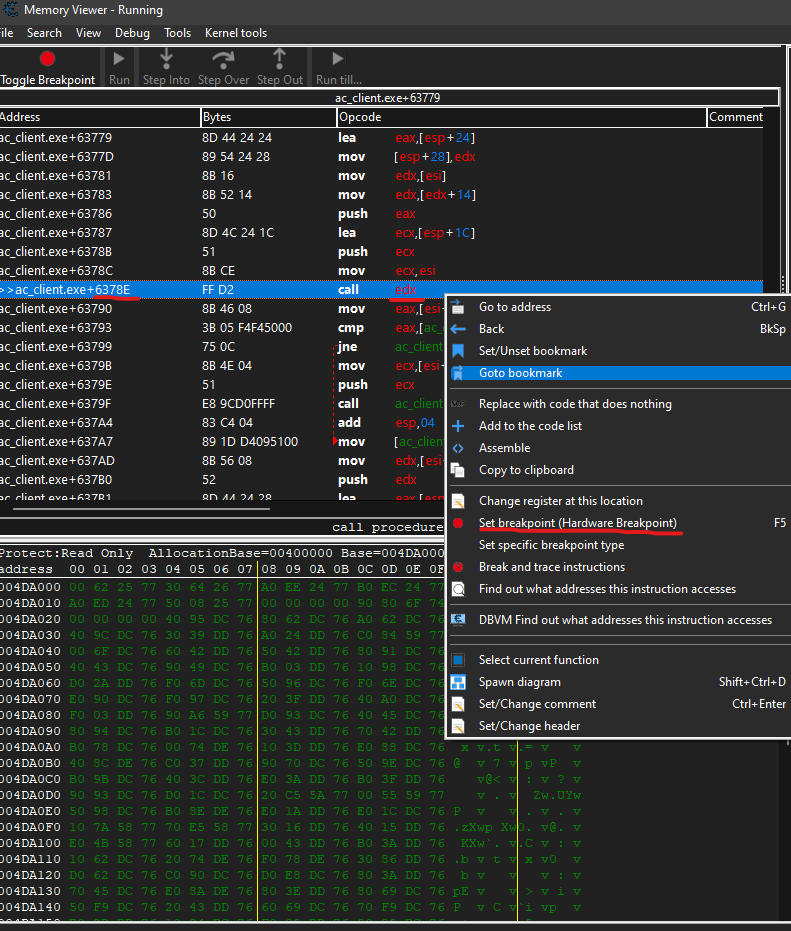 Memory Viewer - Running
File Search View Debug Tools Kernel tools
Toggle Breakpoint Run Step Into Step Over Step Out Run till...
ac_client.exe+63779
Address Bytes Opcode Comment
ac_client.exe+63779 8D 44 24 24 lea eax,[esp+24]
ac_client.exe+6377D 89 54 24 28 mov [esp+28],edx
ac_client.exe+63781 8B 16 mov edx,[esi]
ac_client.exe+63783 8B 52 14 mov edx,[edx+14]
ac_client.exe+63786 50 push eax
ac_client.exe+63787 8D 4C 24 1C lea ecx,[esp+1C]
ac_client.exe+6378B 51 push ecx
ac_client.exe+6378C 8B CE mov ecx,esi
>>ac_client.exe+6378E FF D2 call edx
ac_client.exe+63790 8B 46 08 mov eax,[esi
ac_client.exe+63793 3B 05 F4F45000 cmp eax,[ac_
ac_client.exe+63799 75 0C jne ac_client
ac_client.exe+6379B 8B 4E 04 mov ecx,[esi
ac_client.exe+6379E 51 push ecx
ac_client.exe+6379F E8 9CD0FFFF call ac_client
ac_client.exe+637A4 83 C4 04 add esp,04
ac_client.exe+637A7 89 1D D4095100 mov [ac_client
ac_client.exe+637AD 8B 56 08 mov edx,[esi
ac_client.exe+637B0 52 push edx
ac_client.exe+637B1 8D 44 24 28 lea eax,[esp
call procedure
Go to address Ctrl+G
Back BkSp
Set/Unset bookmark
Goto bookmark
Replace with code that does nothing
Add to the code list
Assemble
Copy to clipboard
Change register at this location
Set breakpoint (Hardware Breakpoint) F5
Set specific breakpoint type
Break and trace instructions
Find out what addresses this instruction accesses
DBVM Find out what addresses this instruction accesses
Select current function
Spawn diagram Shift+Ctrl+D
Set/Change comment Ctrl+Enter
Set/Change header
Protect:Read Only AllocationBase=00400000 Base=004DA000
address 00 01 02 03 04 05 06 07 08 09 0A 0B 0C 0D 0E 0F
004DA000 00 62 25 77 30 64 26 77 A0 EE 24 77 B0 EC 24 77
004DA010 A0 ED 24 77 50 08 25 77 00 00 00 00 90 80 6F 74
004DA020 00 00 00 00 40 95 DC 76 80 62 DC 76 A0 62 DC 76
004DA030 40 9C DC 76 30 39 DD 76 A0 24 DD 76 C0 84 59 77
004DA040 00 6F DC 76 60 42 DD 76 50 42 DD 76 80 91 DC 76
004DA050 40 43 DC 76 90 49 DC 76 B0 03 DD 76 10 98 DC 76
004DA060 D0 2A DD 76 F0 6D DC 76 50 96 DC 76 F0 6E DC 76
004DA070 E0 90 DC 76 F0 97 DC 76 20 3F DD 76 40 A0 DC 76
004DA080 F0 03 DD 76 90 A6 59 77 D0 93 DC 76 40 45 DC 76
004DA090 80 94 DC 76 B0 1C DC 76 30 43 DD 76 70 42 DD 76
004DA0A0 B0 78 DC 76 00 74 DE 76 10 3D DD 76 E0 88 DC 76
004DA0B0 40 8C DE 76 C0 37 DD 76 90 70 DC 76 50 9E DC 76
004DA0C0 B0 9B DC 76 40 3C DD 76 E0 3A DD 76 B0 3F DD 76
004DA0D0 90 93 DC 76 D0 1C DC 76 20 C5 5A 77 00 55 59 77
004DA0E0 50 98 DC 76 B0 8E DE 76 E0 1A DD 76 E0 1C DC 76
004DA0F0 10 7A 58 77 70 E5 58 77 30 16 DD 76 40 15 DD 76
004DA100 E0 4B 58 77 60 17 DD 76 00 43 DD 76 B0 3A DD 76
004DA110 10 62 DC 76 20 74 DE 76 F0 78 DE 76 30 86 DD 76
004DA120 D0 62 DC 76 C0 90 DC 76 D0 E8 DC 76 80 3A DD 76
004DA130 70 45 DC 76 E0 8A DE 76 80 3E DD 76 80 69 DC 76
004DA140 50 F9 DC 76 20 43 DD 76 60 69 DC 76 70 F9 DC 76
004DA150